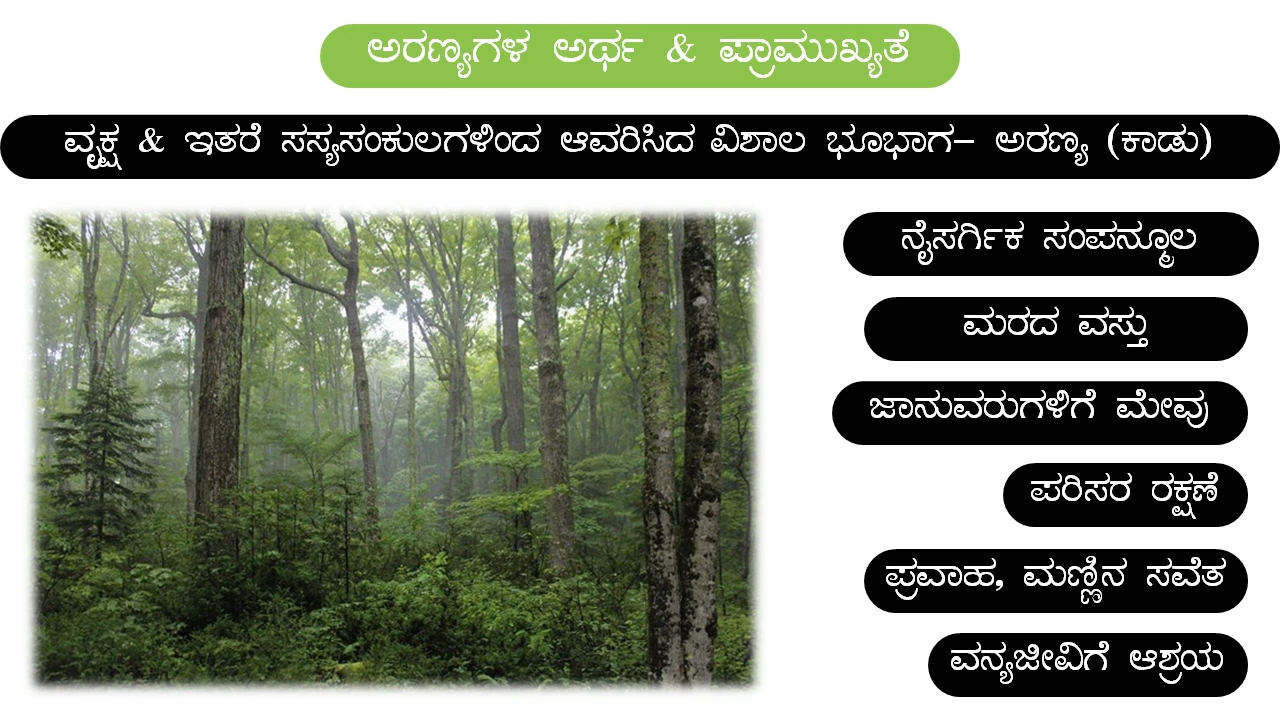 ಅರಣ್ಯಗಳ ಅರ್ಥ & ಪ್ರಾಮುಖ್ಯತೆ
ವೃಕ್ಷ & ಇತರೆ ಸಸ್ಯಸಂಕುಲಗಳಿಂದ ಆವರಿಸಿದ ವಿಶಾಲ ಭೂಭಾಗ– ಅರಣ್ಯ (ಕಾಡು)
ನೈಸರ್ಗಿಕ ಸಂಪನ್ಮೂಲ
ಮರದ ವಸ್ತು
ಜಾನುವರುಗಳಿಗೆ ಮೇವು
ಪರಿಸರ ರಕ್ಷಣೆ
ಪ್ರವಾಹ, ಮಣ್ಣಿನ ಸವೆತ
ವನ್ಯಜೀವಿಗೆ ಆಶ್ರಯ